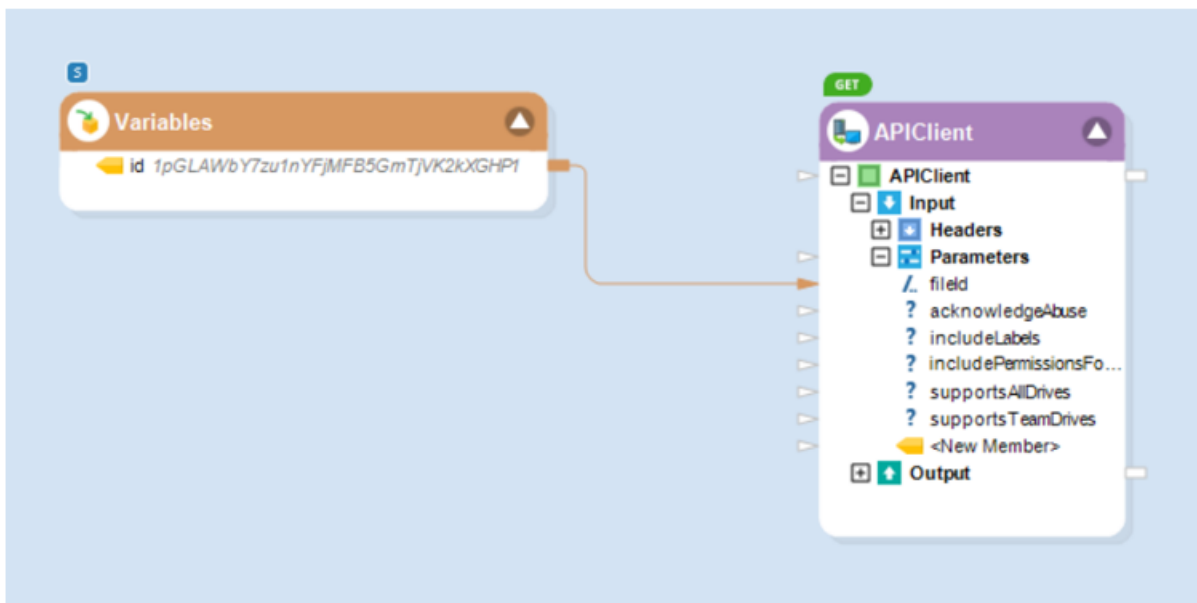 S
Variables
id 1pGLAWbY7zu1nYFjMFB5GmTjVK2kXGHP1
GET
APIClient
APIClient
Input
Headers
Parameters
fileId
? acknowledgeAbuse
? includeLabels
? includePermissionsFo...
? supportsAllDrives
? supportsTeamDrives
<New Member>
Output